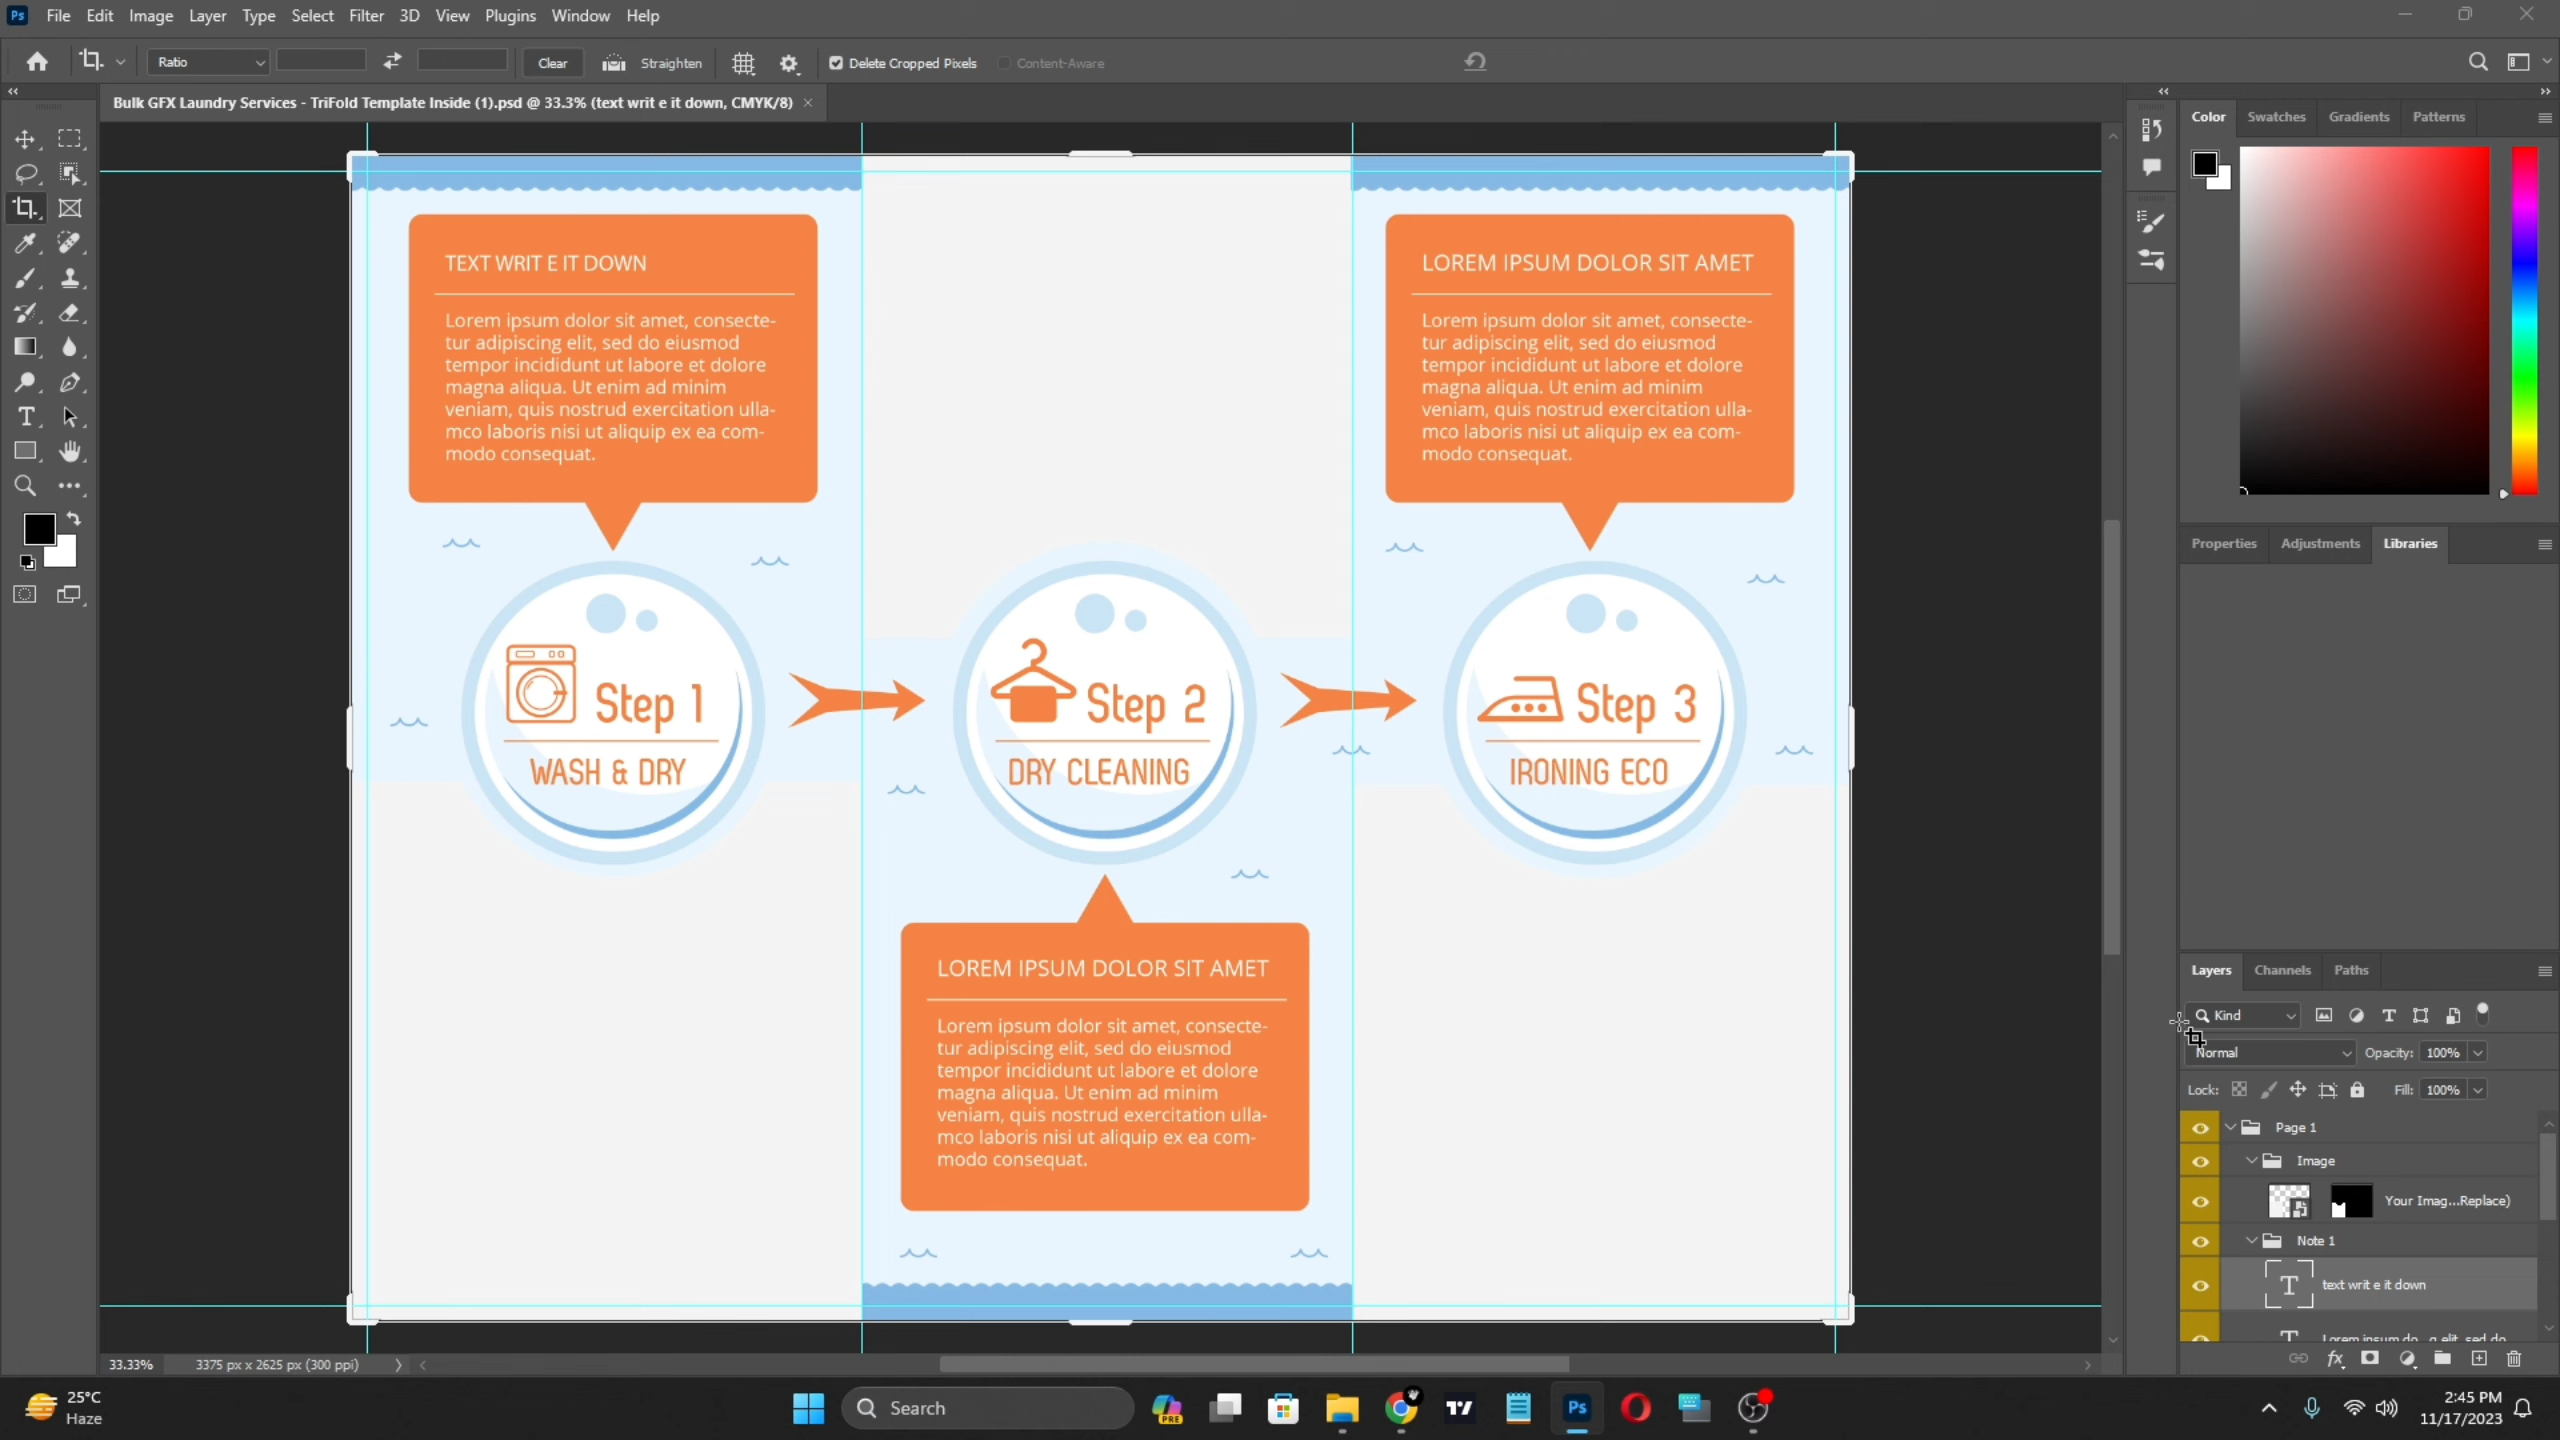 Ps File Edit Image Layer Type Select Filter 3D View Plugins Window Help
Ratio Clear Straighten Delete Cropped Pixels Content-Aware
Bulk GFX Laundry Services - TriFold Template Inside (1).psd @ 33.3% (text writ e it down, CMYK/8) ×
Color Swatches Gradients Patterns
TEXT WRIT E IT DOWN
Lorem ipsum dolor sit amet, consecte-
tur adipiscing elit, sed do eiusmod
tempor incididunt ut labore et dolore
magna aliqua. Ut enim ad minim
veniam, quis nostrud exercitation ulla-
mco laboris nisi ut aliquip ex ea com-
modo consequat.
LOREM IPSUM DOLOR SIT AMET
Lorem ipsum dolor sit amet, consecte-
tur adipiscing elit, sed do eiusmod
tempor incididunt ut labore et dolore
magna aliqua. Ut enim ad minim
veniam, quis nostrud exercitation ulla-
mco laboris nisi ut aliquip ex ea com-
modo consequat.
Step 1
WASH & DRY
Step 2
DRY CLEANING
Step 3
IRONING ECO
LOREM IPSUM DOLOR SIT AMET
Lorem ipsum dolor sit amet, consecte-
tur adipiscing elit, sed do eiusmod
tempor incididunt ut labore et dolore
magna aliqua. Ut enim ad minim
veniam, quis nostrud exercitation ulla-
mco laboris nisi ut aliquip ex ea com-
modo consequat.
Properties Adjustments Libraries
Layers Channels Paths
Kind
Normal Opacity: 100%
Lock: Fill: 100%
Page 1
Image
Your Imag...Replace)
Note 1
text writ e it down
Lorem ipsum do...g elit, sed do
33.33% 3375 px x 2625 px (300 ppi)
25°C
Haze
Search
PRE
Ps
2:45 PM
11/17/2023